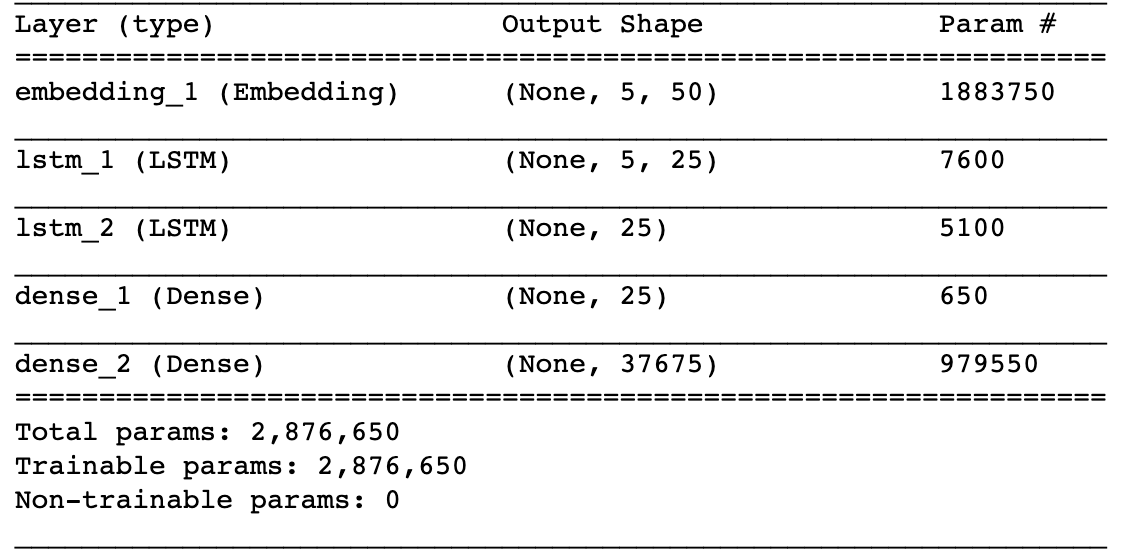 Layer (type) Output Shape Param #
=================================================================
embedding_1 (Embedding) (None, 5, 50) 1883750
lstm_1 (LSTM) (None, 5, 25) 7600
lstm_2 (LSTM) (None, 25) 5100
dense_1 (Dense) (None, 25) 650
dense_2 (Dense) (None, 37675) 979550
=================================================================
Total params: 2,876,650
Trainable params: 2,876,650
Non-trainable params: 0